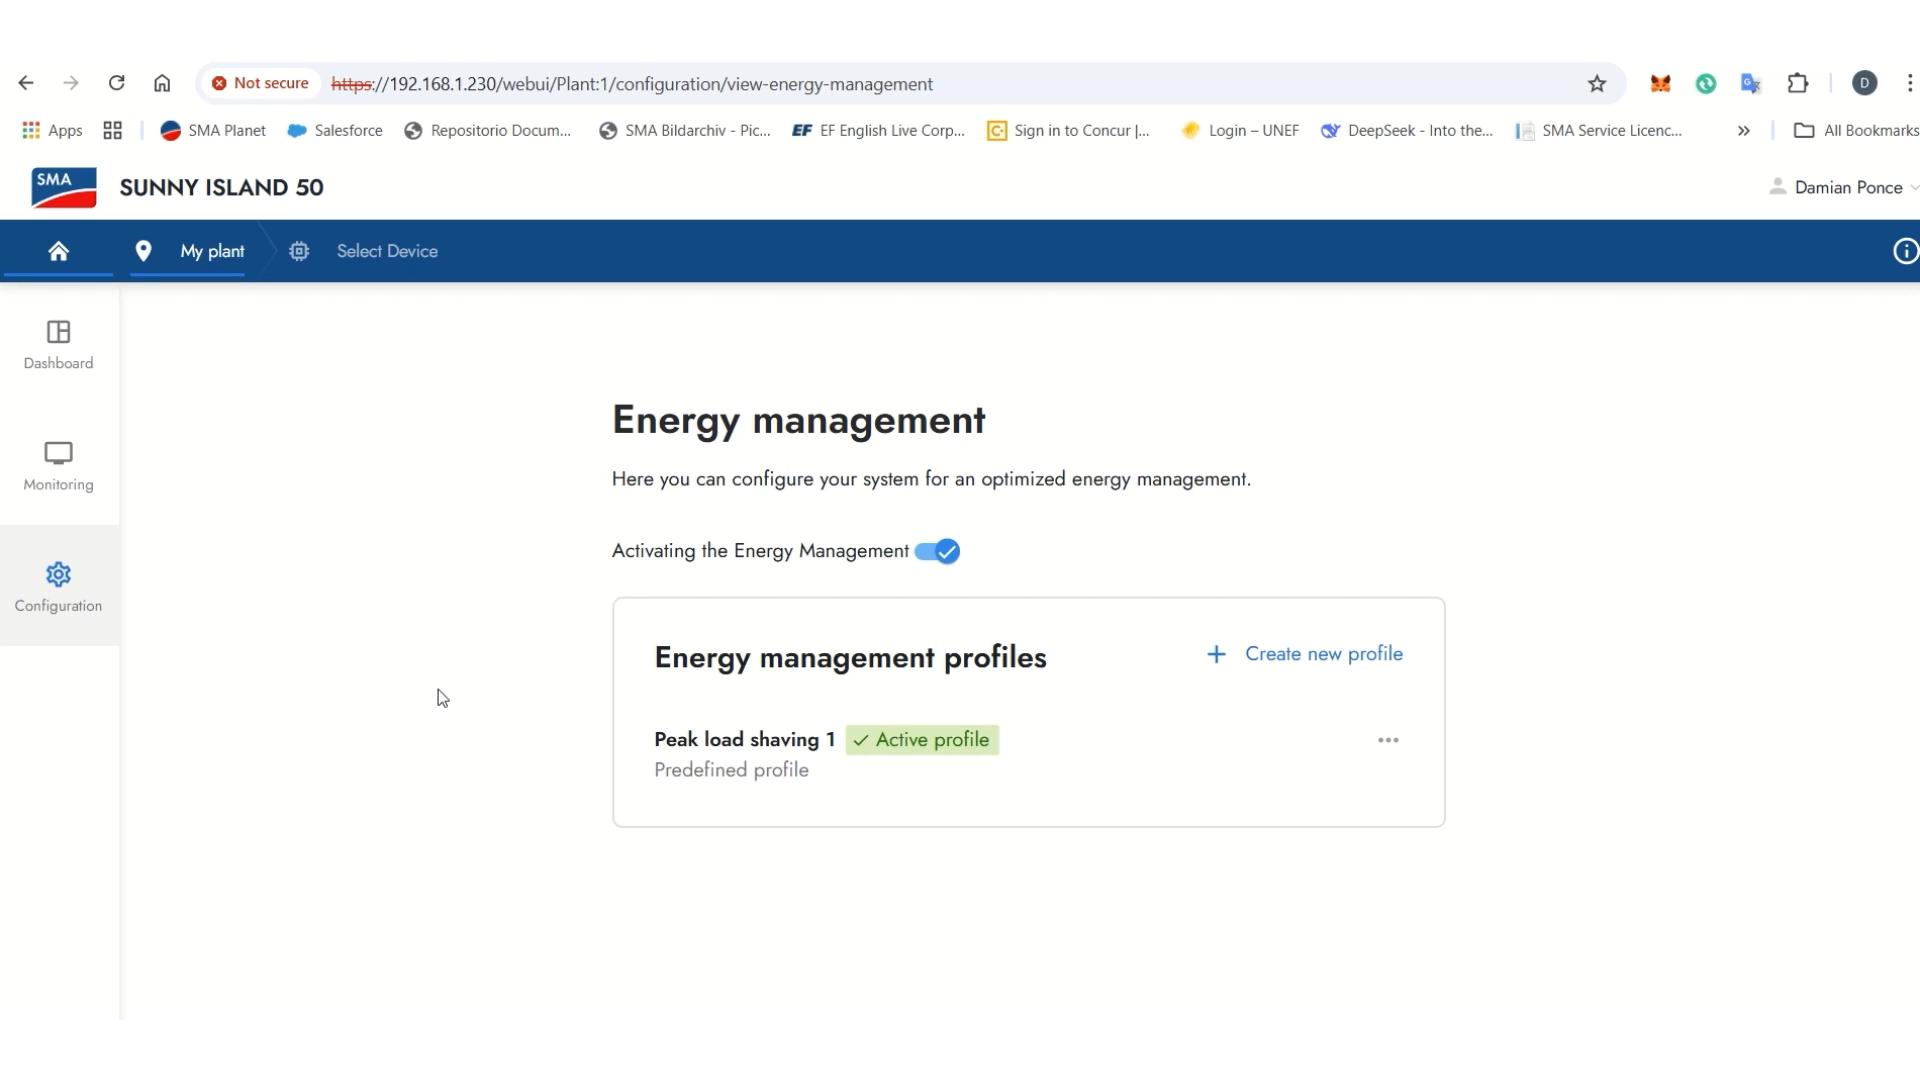 Not secure https://192.168.1.230/webui/Plant:1/configuration/view-energy-management D
Apps SMA Planet Salesforce Repositorio Docum... SMA Bildarchiv - Pic... EF EF English Live Corp... Sign in to Concur |... Login – UNEF DeepSeek - Into the... SMA Service Licenc... » All Bookmarks
SMA SUNNY ISLAND 50 Damian Ponce
My plant Select Device
Dashboard
Monitoring
Configuration
Energy management
Here you can configure your system for an optimized energy management.
Activating the Energy Management
Energy management profiles + Create new profile
Peak load shaving 1 Active profile
Predefined profile